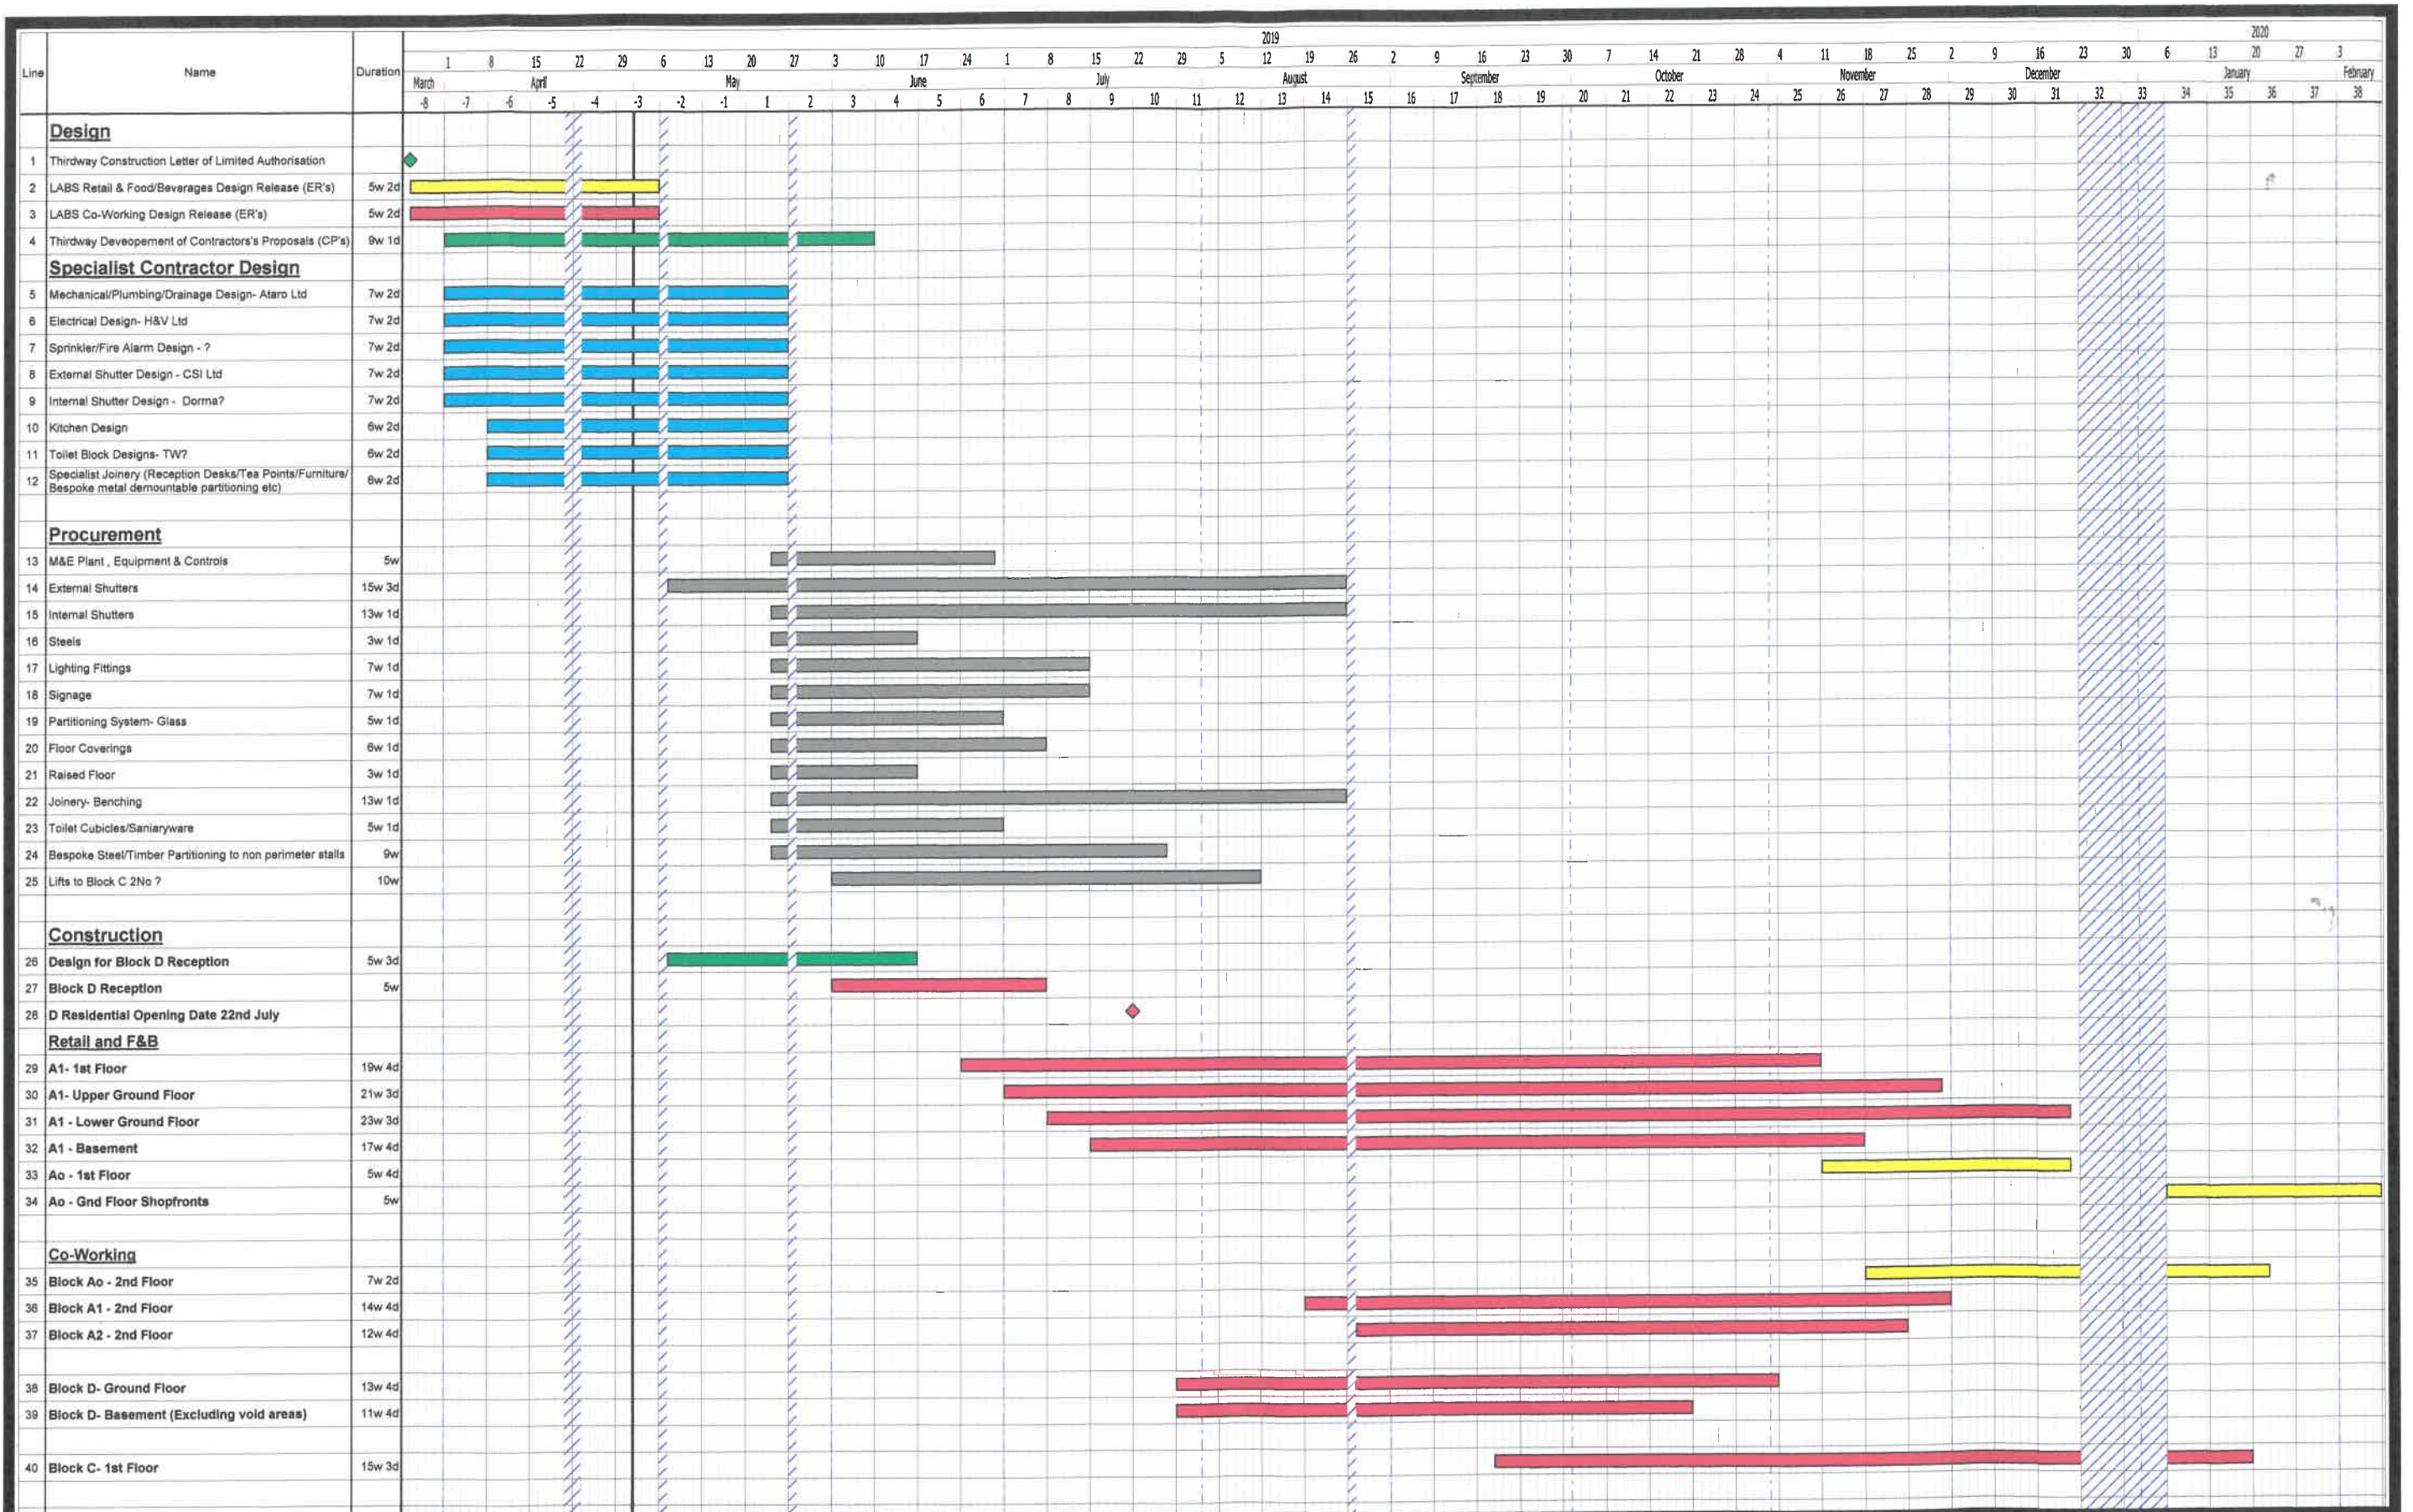 2019 2020
Line Name Duration
1 8 15 22 29 6 13 20 27 3 10 17 24 1 8 15 22 29 5 12 19 26 2 9 16 23 30 7 14 21 28 4 11 18 25 2 9 16 23 30 6 13 20 27 3
March April May June July August September October November December January February
-8 -7 -6 -5 -4 -3 -2 -1 1 2 3 4 5 6 7 8 9 10 11 12 13 14 15 16 17 18 19 20 21 22 23 24 25 26 27 28 29 30 31 32 33 34 35 36 37 38
Design
1 Thirdway Construction Letter of Limited Authorisation
2 LABS Retail & Food/Beverages Design Release (ER's) 5w 2d
3 LABS Co-Working Design Release (ER's) 5w 2d
4 Thirdway Deveopement of Contractors's Proposals (CP's) 9w 1d
Specialist Contractor Design
5 Mechanical/Plumbing/Drainage Design- Ataro Ltd 7w 2d
6 Electrical Design- H&V Ltd 7w 2d
7 Sprinkler/Fire Alarm Design - ? 7w 2d
8 External Shutter Design - CSI Ltd 7w 2d
9 Internal Shutter Design - Dorma? 7w 2d
10 Kitchen Design 6w 2d
11 Toilet Block Designs- TW? 6w 2d
12 Specialist Joinery (Reception Desks/Tea Points/Furniture/ 6w 2d
Bespoke metal demountable partitioning etc)
Procurement
13 M&E Plant , Equipment & Controls 5w
14 External Shutters 15w 3d
15 Internal Shutters 13w 1d
16 Steels 3w 1d
17 Lighting Fittings 7w 1d
18 Signage 7w 1d
19 Partitioning System- Glass 5w 1d
20 Floor Coverings 6w 1d
21 Raised Floor 3w 1d
22 Joinery- Benching 13w 1d
23 Toilet Cubicles/Saniaryware 5w 1d
24 Bespoke Steel/Timber Partitioning to non perimeter stalls 9w
25 Lifts to Block C 2No ? 10w
Construction
26 Design for Block D Reception 5w 3d
27 Block D Reception 5w
28 D Residential Opening Date 22nd July
Retail and F&B
29 A1- 1st Floor 19w 4d
30 A1- Upper Ground Floor 21w 3d
31 A1 - Lower Ground Floor 23w 3d
32 A1 - Basement 17w 4d
33 Ao - 1st Floor 5w 4d
34 Ao - Gnd Floor Shopfronts 5w
Co-Working
35 Block Ao - 2nd Floor 7w 2d
36 Block A1 - 2nd Floor 14w 4d
37 Block A2 - 2nd Floor 12w 4d
38 Block D- Ground Floor 13w 4d
39 Block D- Basement (Excluding void areas) 11w 4d
40 Block C- 1st Floor 15w 3d